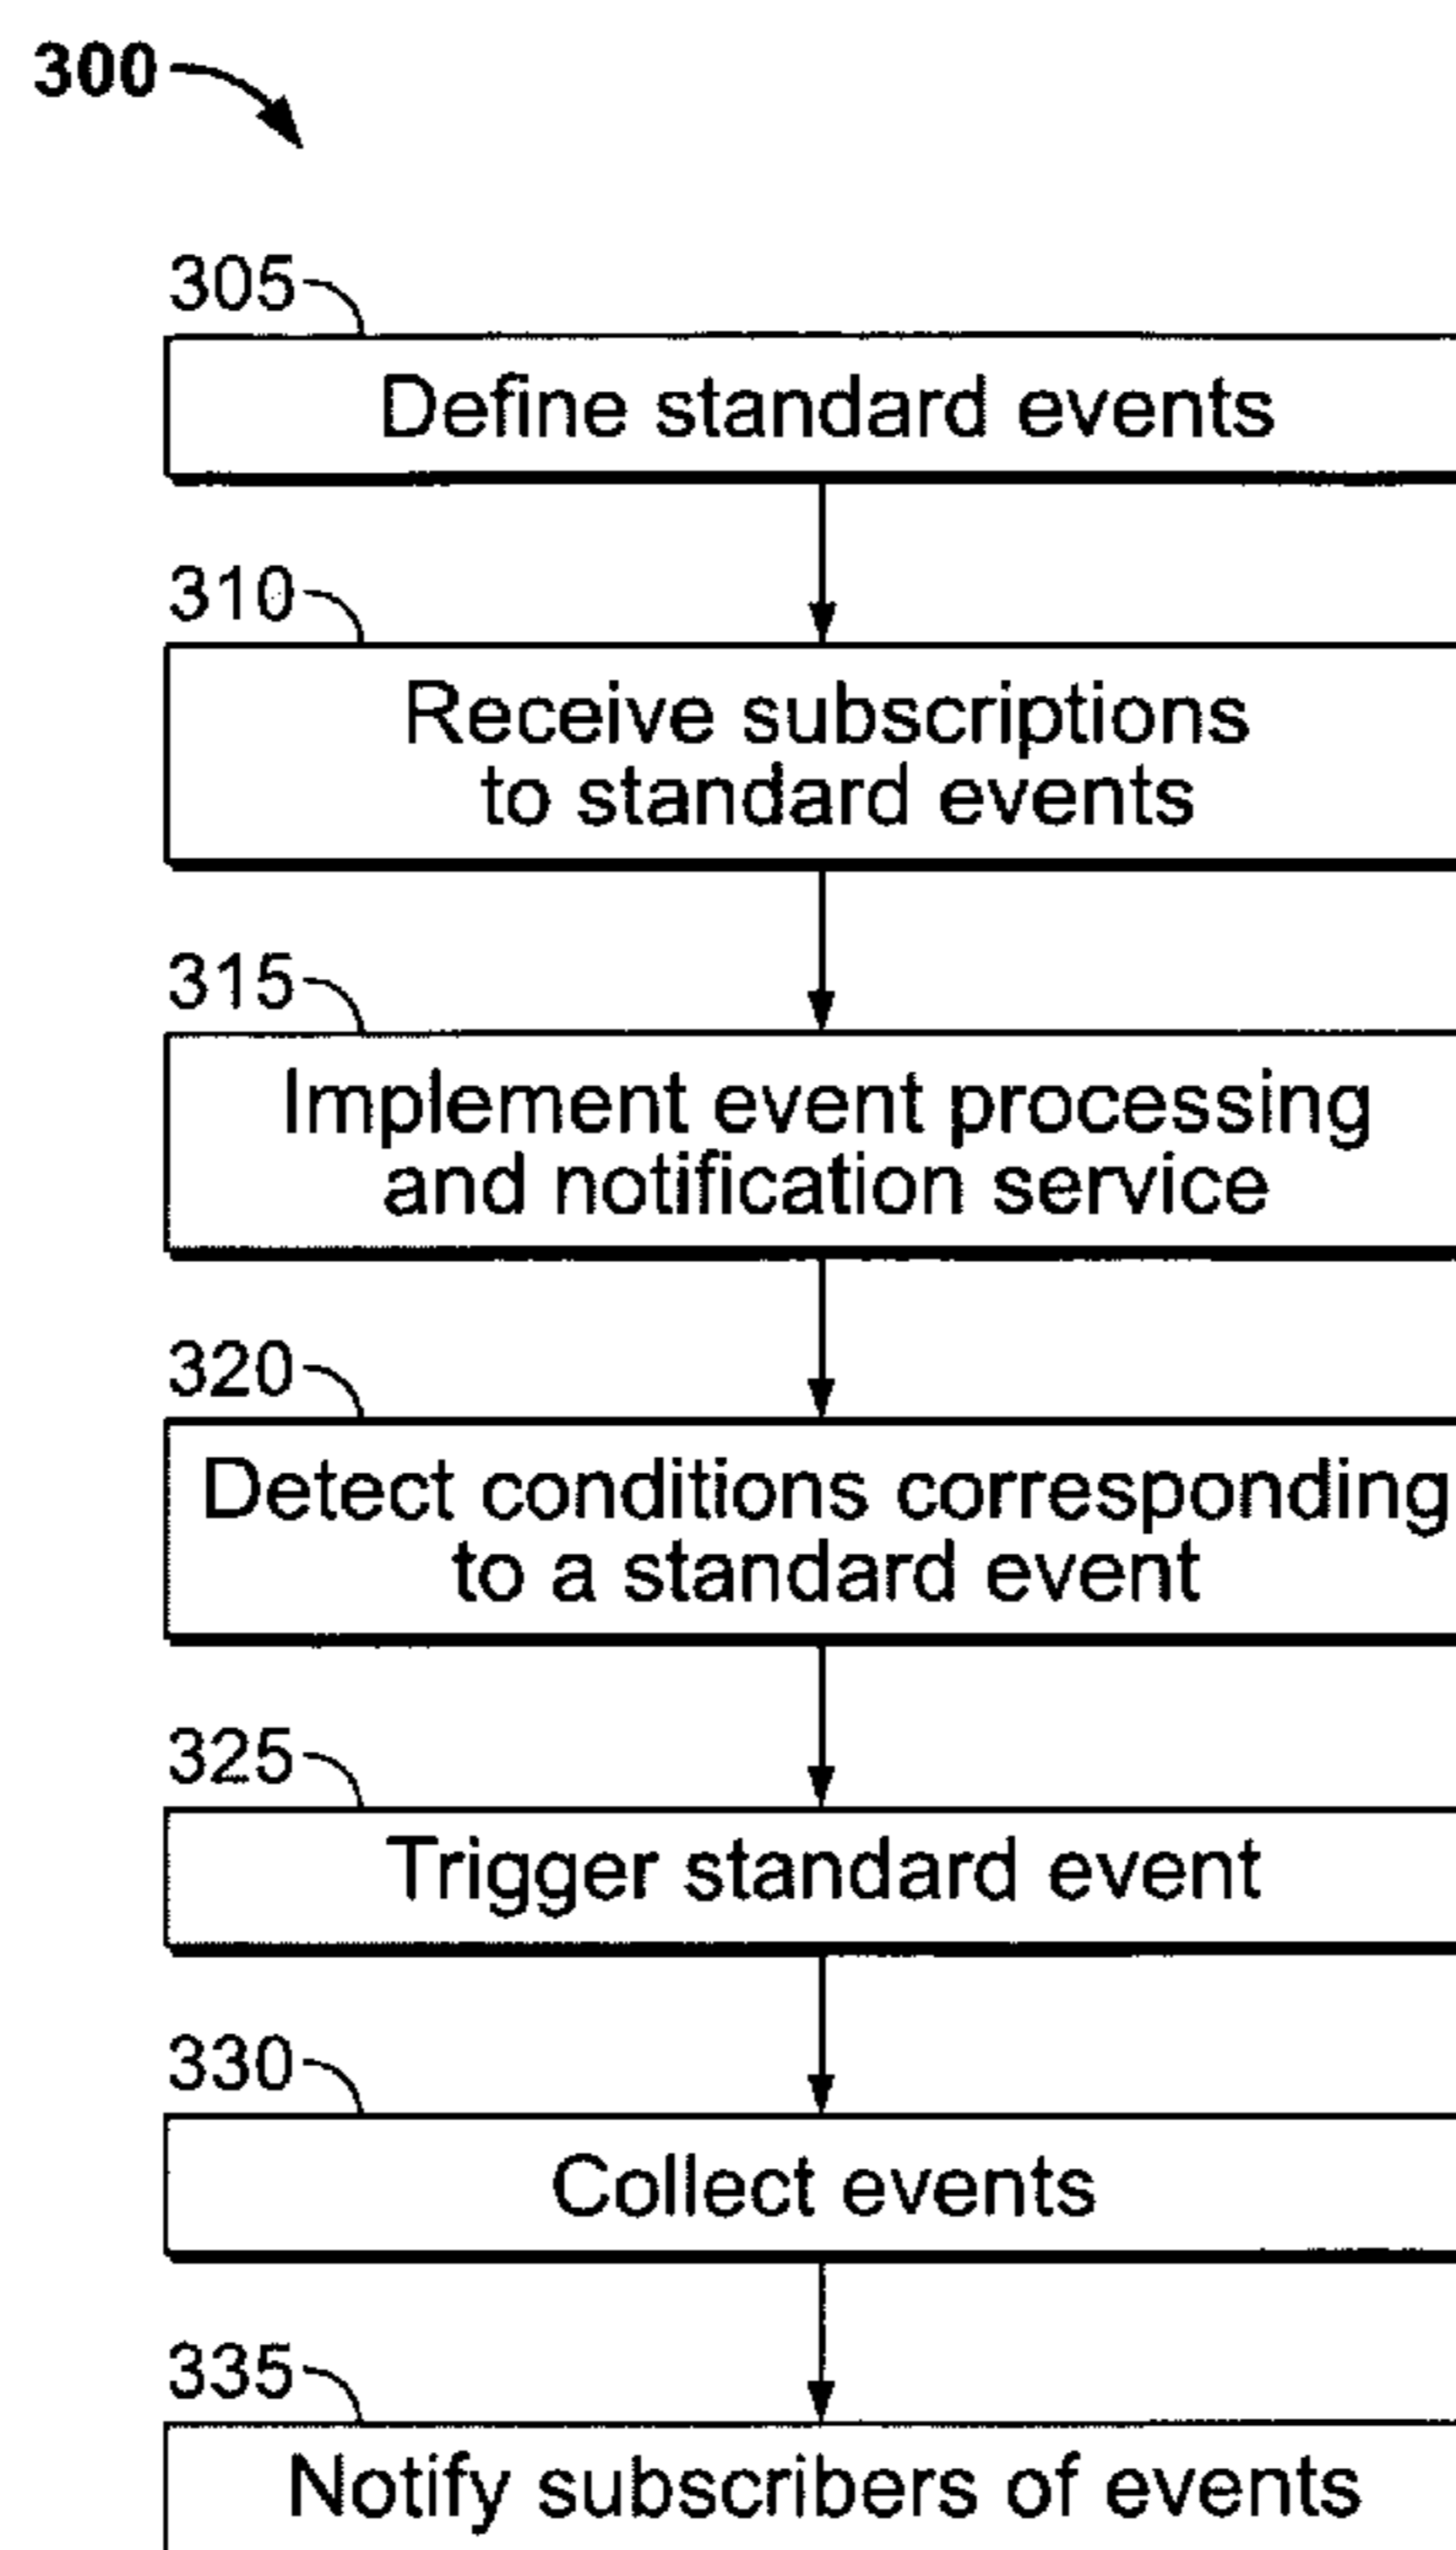 300
305
Define standard events
310
Receive subscriptions
to standard events
315
Implement event processing
and notification service
320
Detect conditions corresponding
to a standard event
325
Trigger standard event
330
Collect events
335
Notify subscribers of events